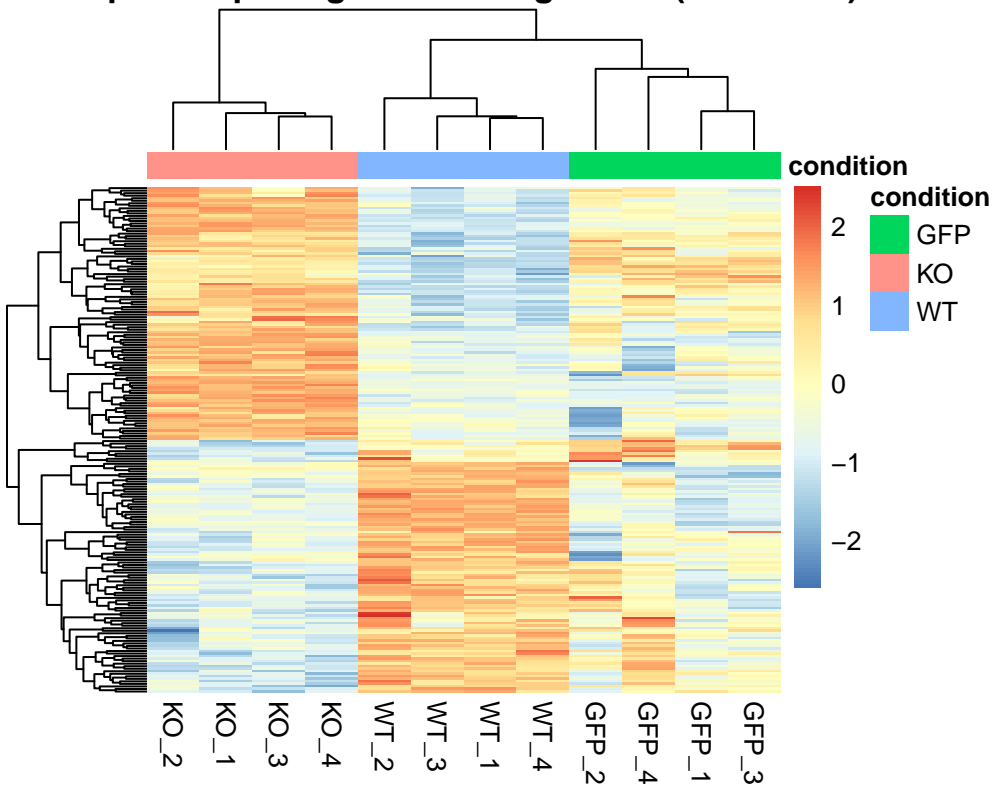 condition
condition
GFP
KO
WT
2
1
0
−1
−2
KO_2
KO_1
KO_3
KO_4
WT_2
WT_3
WT_1
WT_4
GFP_2
GFP_4
GFP_1
GFP_3